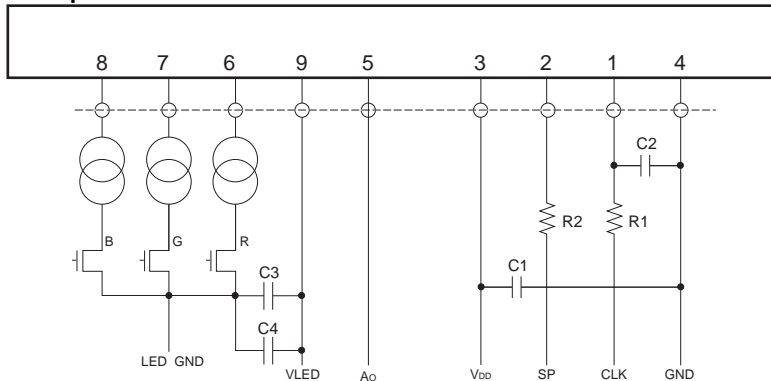 8 7 6 9 5 3 2 1 4
C2
R2 R1
B G R
C3 C1
C4
LED GND VLED AO VDD SP CLK GND